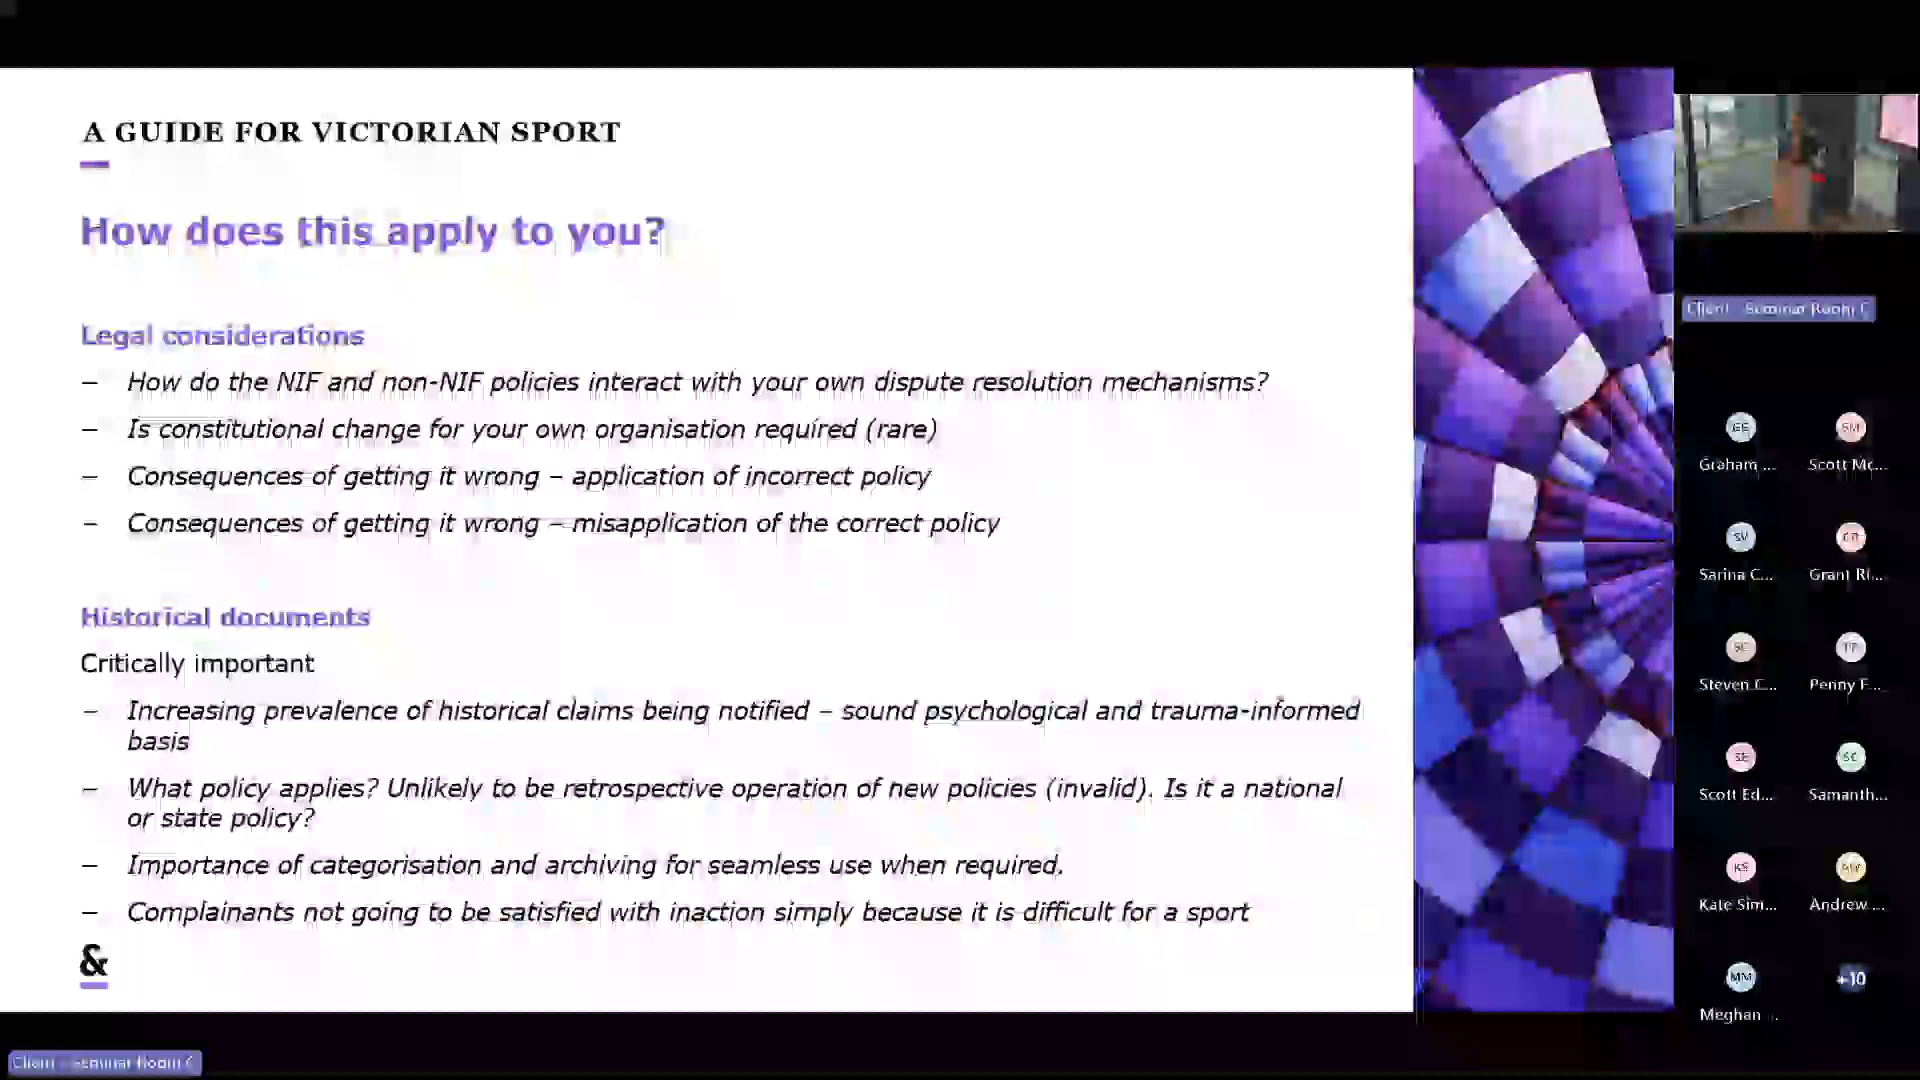 A GUIDE FOR VICTORIAN SPORT
How does this apply to you?
Legal considerations
– How do the NIF and non-NIF policies interact with your own dispute resolution mechanisms?
– Is constitutional change for your own organisation required (rare)
– Consequences of getting it wrong – application of incorrect policy
– Consequences of getting it wrong – misapplication of the correct policy
Historical documents
Critically important
– Increasing prevalence of historical claims being notified – sound psychological and trauma-informed
basis
– What policy applies? Unlikely to be retrospective operation of new policies (invalid). Is it a national
or state policy?
– Importance of categorisation and archiving for seamless use when required.
– Complainants not going to be satisfied with inaction simply because it is difficult for a sport
&
Client - Seminar Room C
Client - Seminar Room C
SM
Graham ... Scott Mc...
SV
Sarina C... Grant Ri...
Steven C... Penny F...
SE SC
Scott Ed... Samanth...
KS AW
Kate Sim... Andrew ...
MM +10
Meghan ...